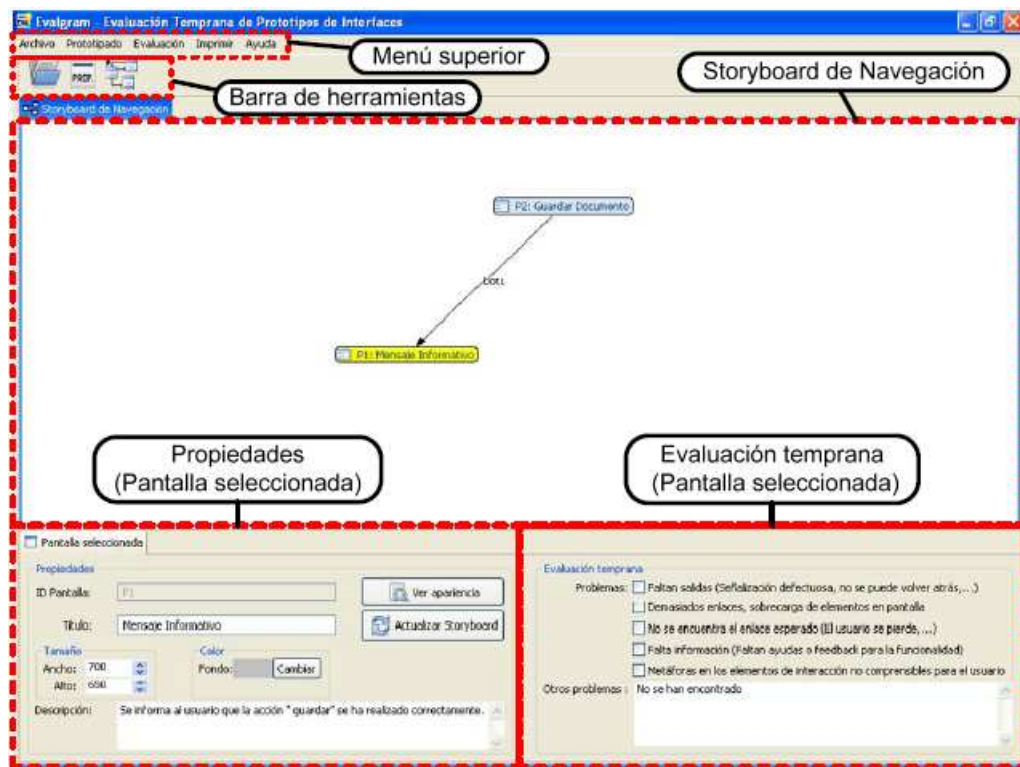 Evalgram - Evaluación Temprana de Prototipos de Interfaces
Archivo Prototipado Evaluación Imprimir Ayuda
Menú superior
Storyboard de Navegación
PROP.
Barra de herramientas
Storyboard de Navegación
P2: Guardar Documento
P1: Mensaje Informativo
Propiedades
(Pantalla seleccionada)
Evaluación temprana
(Pantalla seleccionada)
Pantalla seleccionada
Propiedades
ID Pantalla: P1
Ver apariencia
Título: Mensaje Informativo
Actualizar Storyboard
Tamaño
Color
Ancho: 700
Fondo: Cambiar
Alto: 650
Descripción: Se informa al usuario que la acción " guardar" se ha realizado correctamente.
Evaluación temprana
Problemas: Faltan salidas (Señalización defectuosa, no se puede volver atrás,...)
Demasiados enlaces, sobrecarga de elementos en pantalla
No se encuentra el enlace esperado (El usuario se pierde, ...)
Falta información (Faltan ayudas o feedback para la funcionalidad)
Metáforas en los elementos de interacción no comprensibles para el usuario
Otros problemas : No se han encontrado